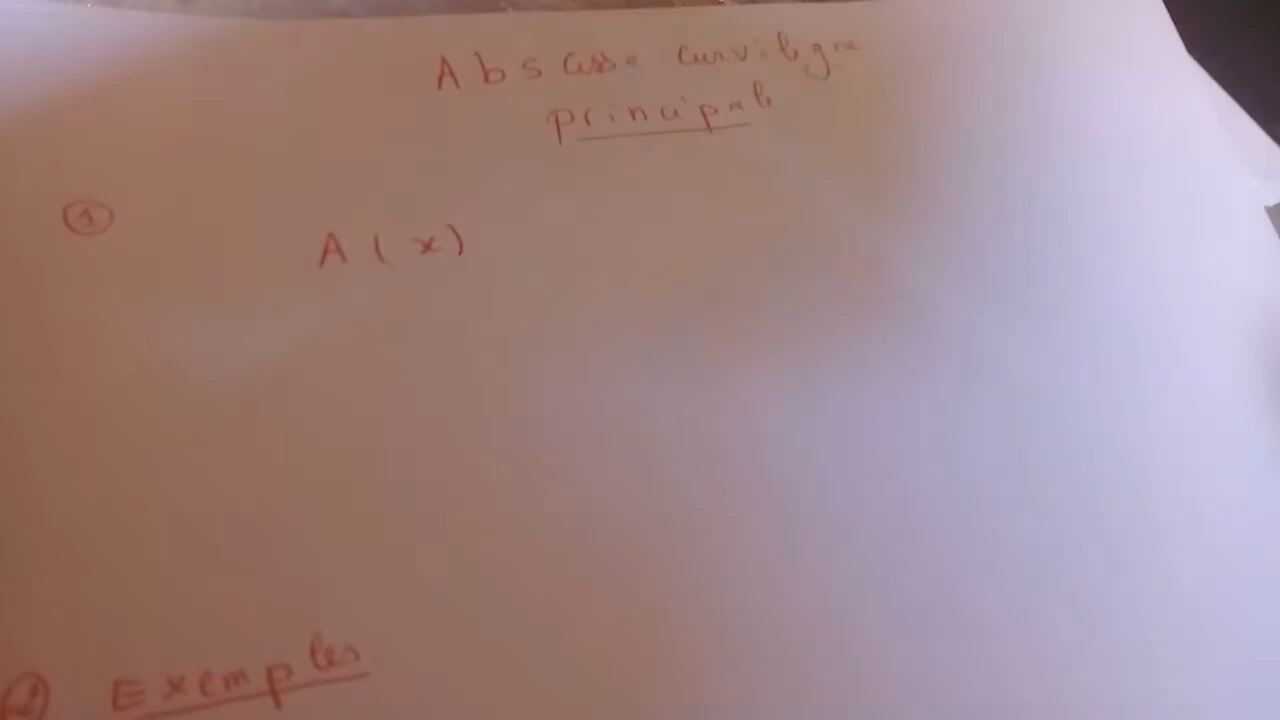 Abscisse curviligne
principale
① A(x)
② Exemples